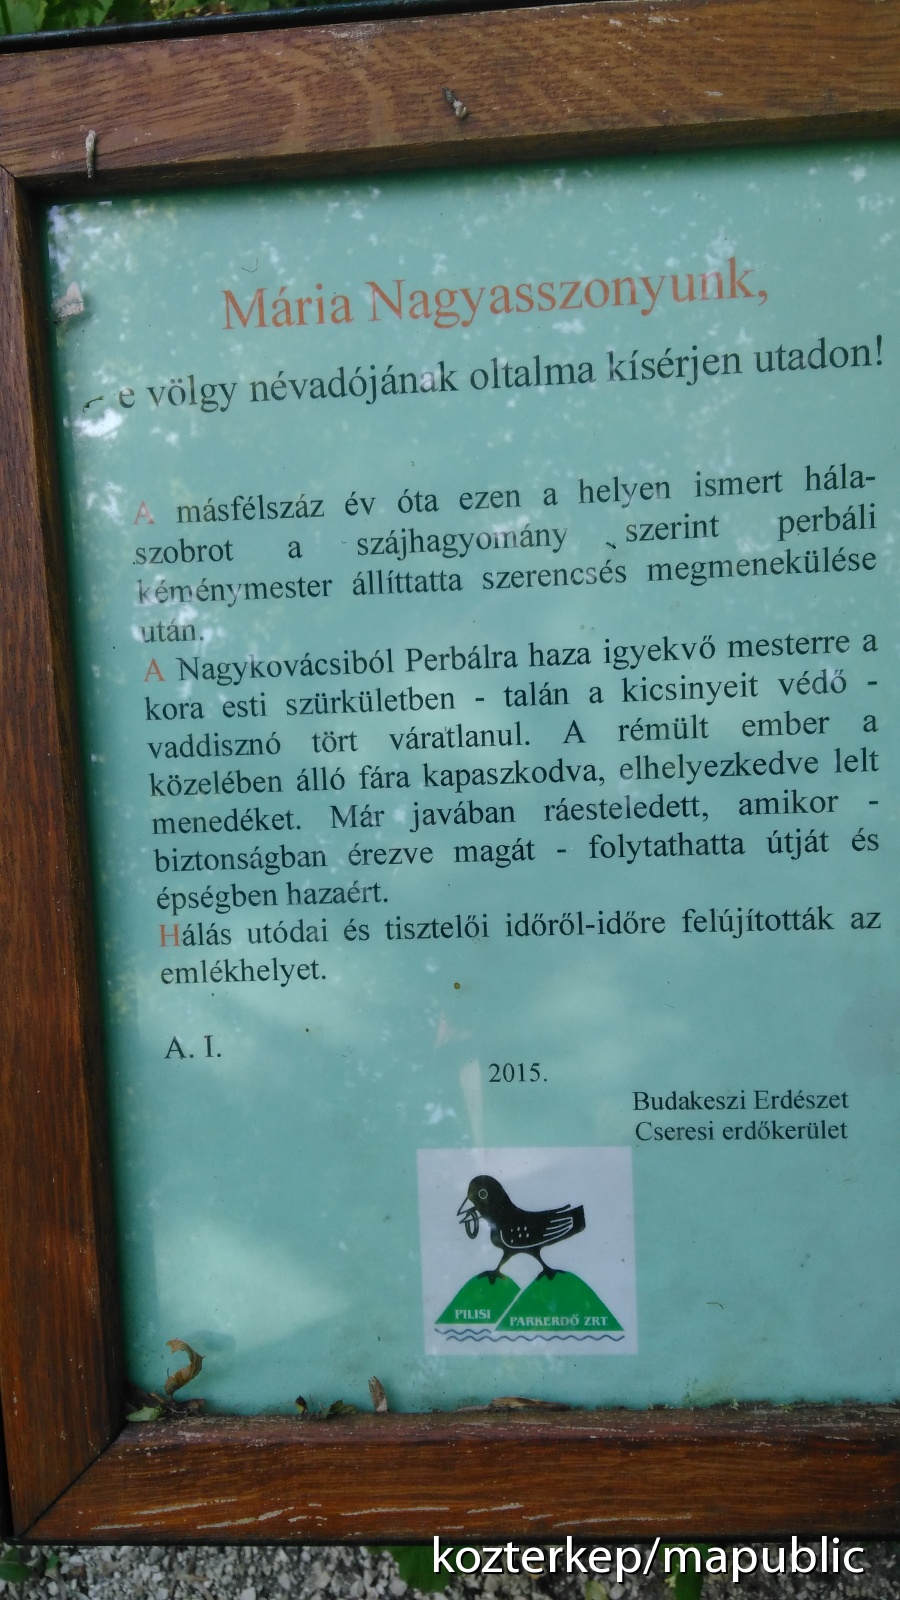 Mária Nagyasszonyunk,
e völgy névadójának oltalma kísérjen utadon!
A másfélszáz év óta ezen a helyen ismert hála-
szobrot a szájhagyomány szerint perbáli
kéménymester állíttatta szerencsés megmenekülése
után.
A Nagykovácsiból Perbálra haza igyekvő mesterre a
kora esti szürkületben - talán a kicsinyeit védő -
vaddisznó tört váratlanul. A rémült ember a
közelében álló fára kapaszkodva, elhelyezkedve lelt
menedéket. Már javában ráesteledett, amikor -
biztonságban érezve magát - folytathatta útját és
épségben hazaért.
Hálás utódai és tisztelői időről-időre felújították az
emlékhelyet.
A. I.
2015.
Budakeszi Erdészet
Cseresi erdőkerület
PILISI PARKERDŐ ZRT
kozterkep/mapublic